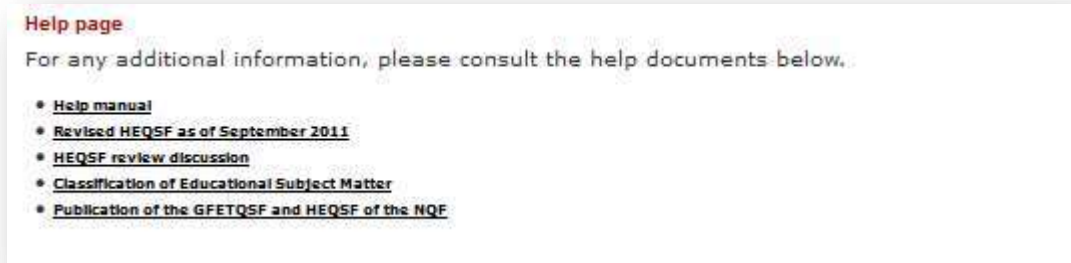 Help page
For any additional information, please consult the help documents below.
Help manual
Revised HEQSF as of September 2011
HEQSF review discussion
Classification of Educational Subject Matter
Publication of the GFETQSF and HEQSF of the NQF